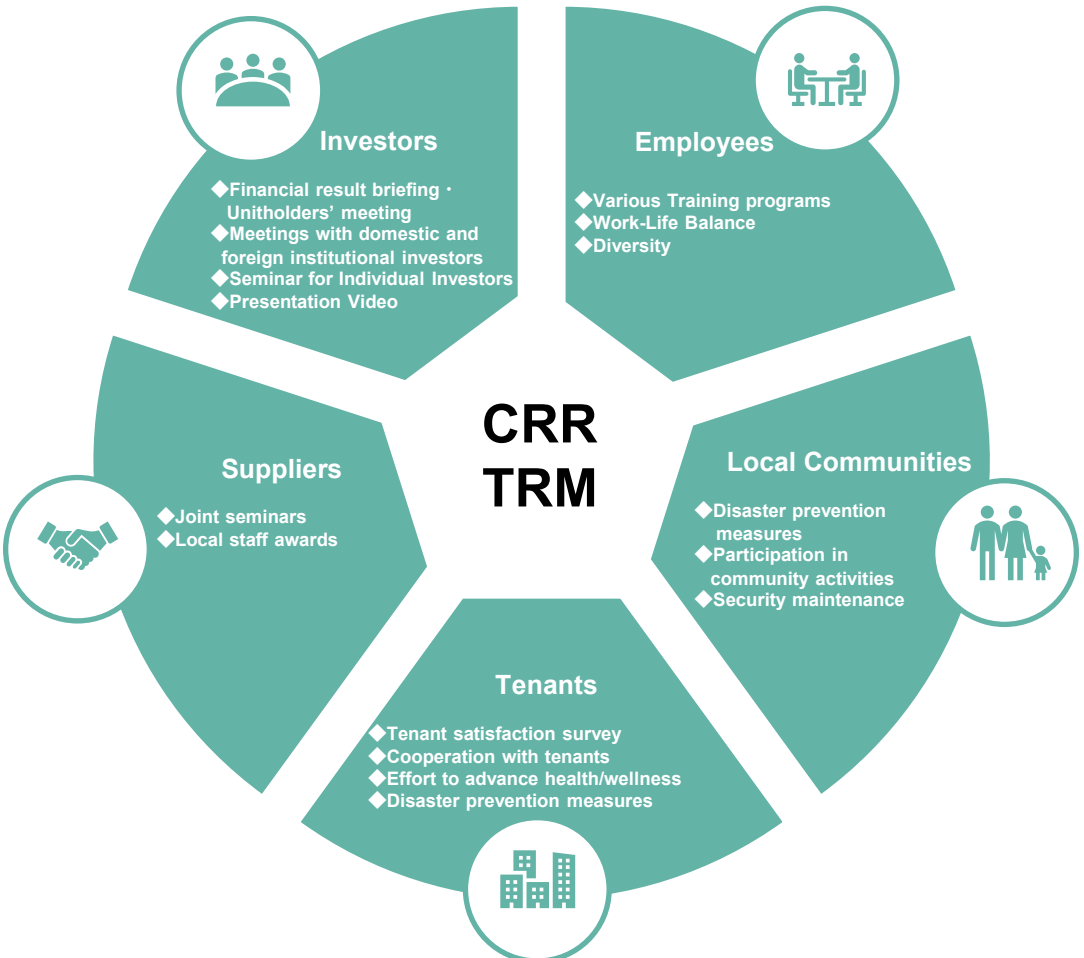 Investors
◆Financial result briefing・
Unitholders’ meeting
◆Meetings with domestic and
foreign institutional investors
◆Seminar for Individual Investors
◆Presentation Video
Employees
◆Various Training programs
◆Work-Life Balance
◆Diversity
CRR
TRM
Suppliers
◆Joint seminars
◆Local staff awards
Local Communities
◆Disaster prevention
measures
◆Participation in
community activities
◆Security maintenance
Tenants
◆Tenant satisfaction survey
◆Cooperation with tenants
◆Effort to advance health/wellness
◆Disaster prevention measures